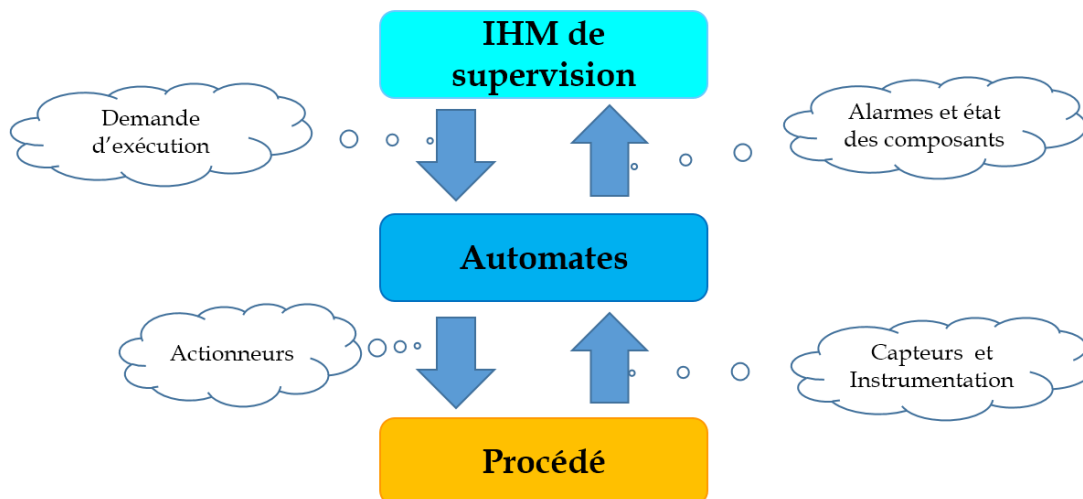 IHM de
supervision
Demande
d’exécution
Alarmes et état
des composants
Automates
Actionneurs
Capteurs et
Instrumentation
Procédé